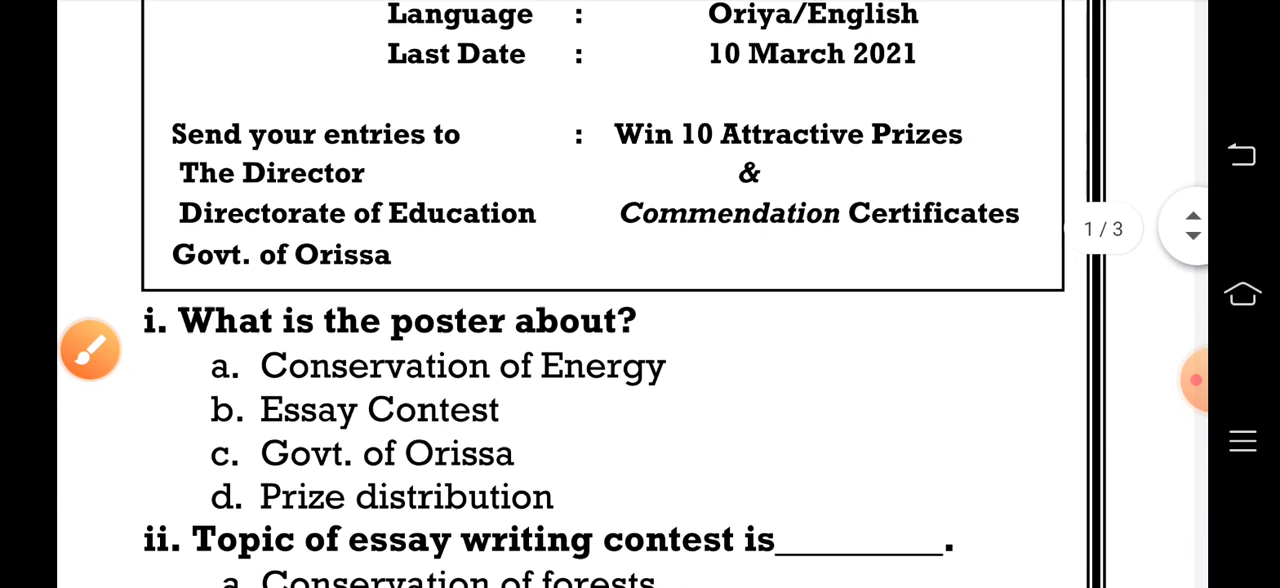 Language : Oriya/English
Last Date : 10 March 2021
Send your entries to : Win 10 Attractive Prizes
The Director &
Directorate of Education Commendation Certificates
Govt. of Orissa
1 / 3
i. What is the poster about?
a. Conservation of Energy
b. Essay Contest
c. Govt. of Orissa
d. Prize distribution
ii. Topic of essay writing contest is_________.
a. Conservation of forests